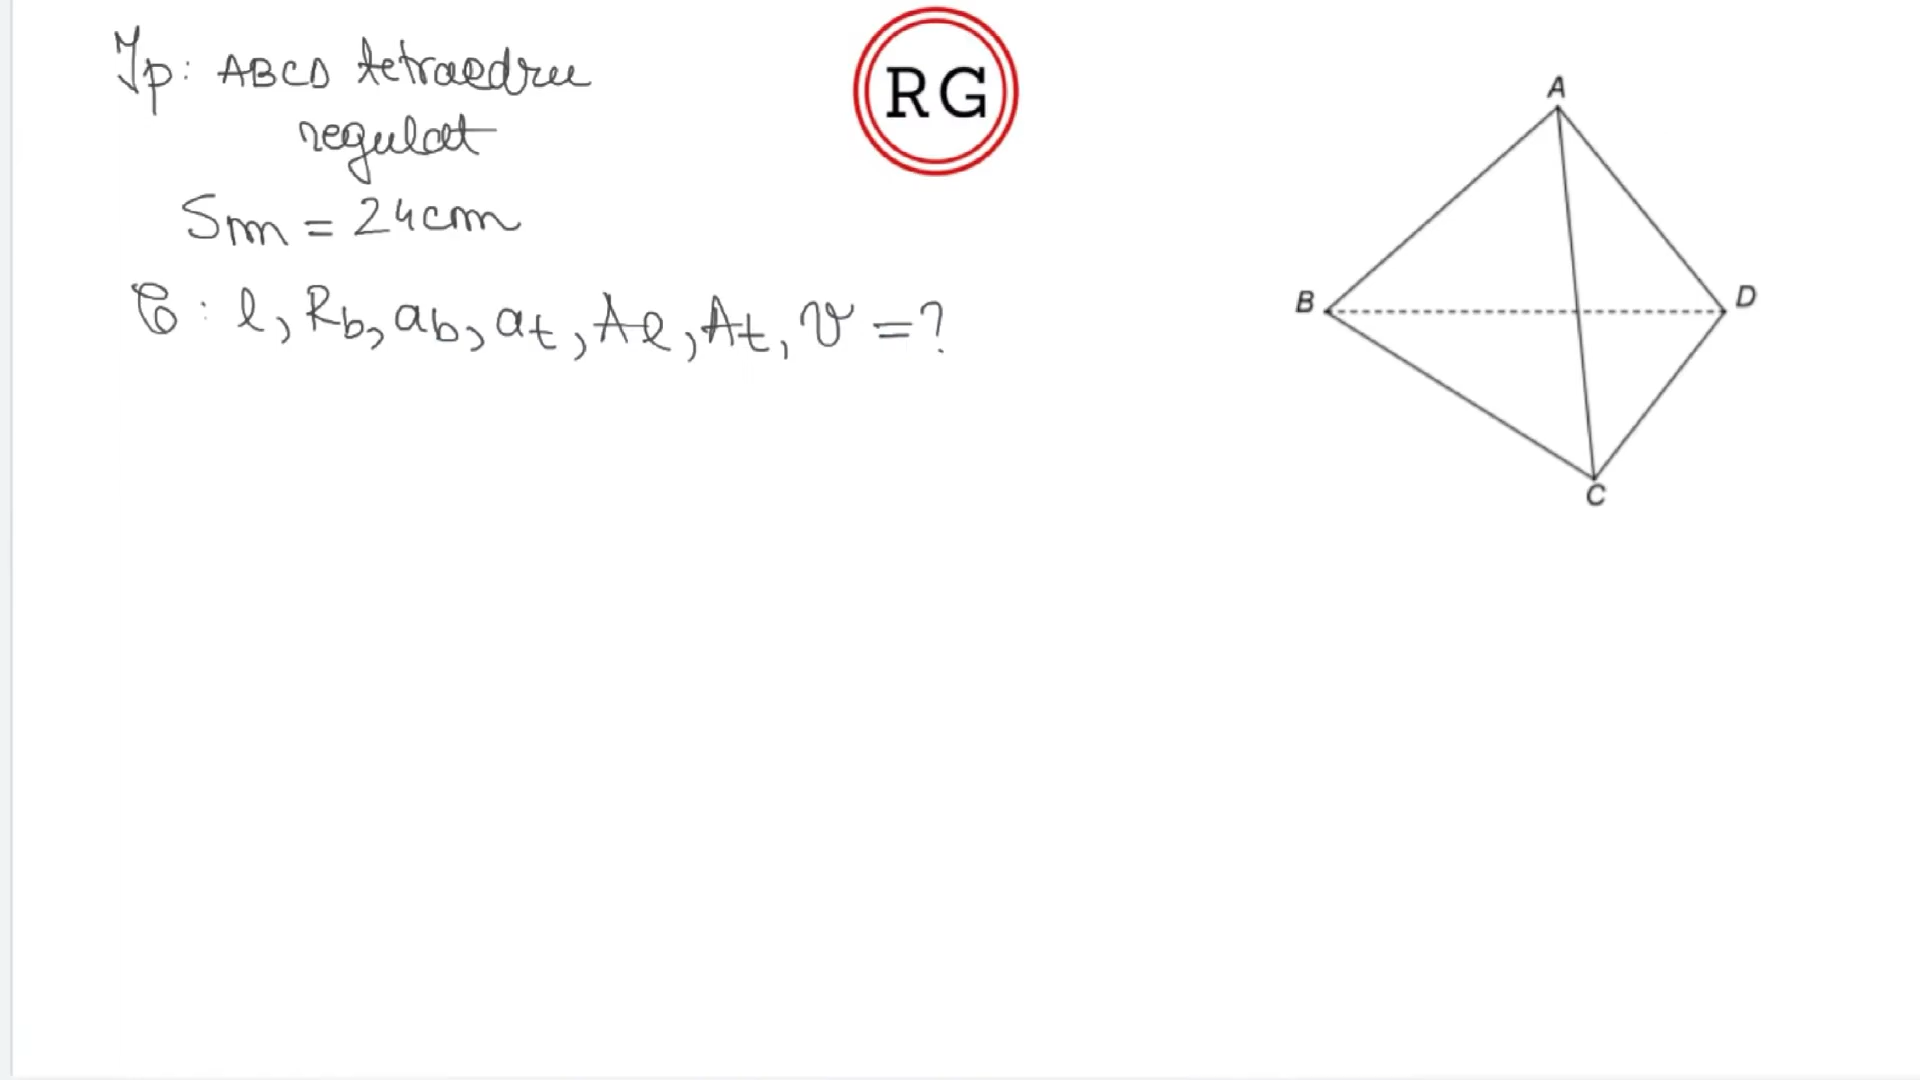 Ip: ABCD tetraedru
regulat
Sm = 24cm
C: l, Rb, ab, at, Al, At, v = ?
RG
A
B
D
C